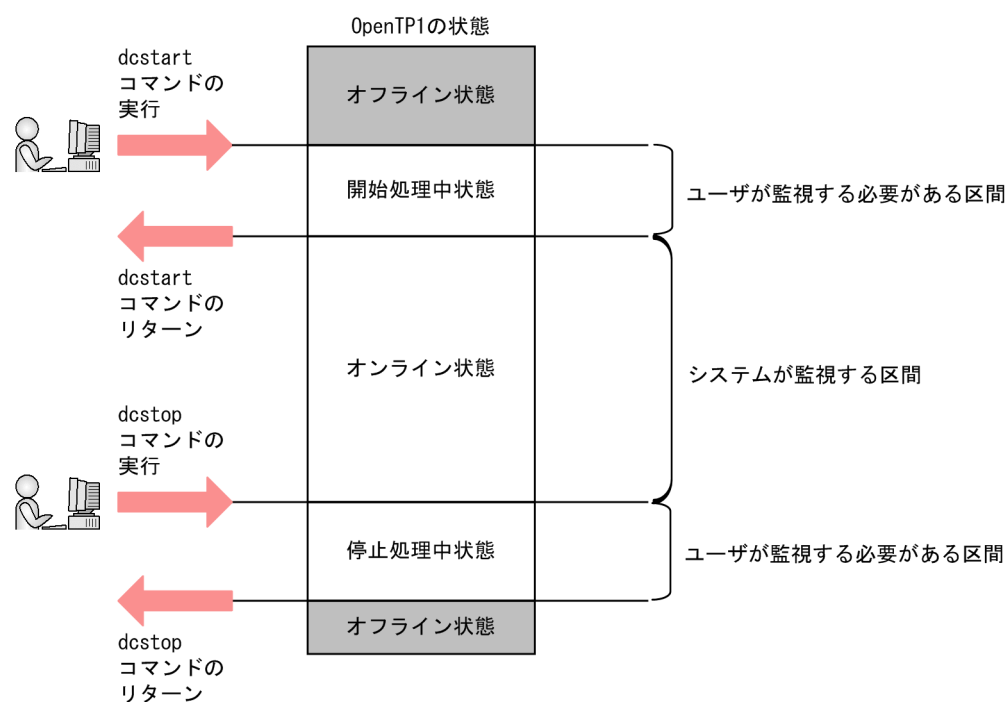 OpenTP1の状態
dcstart
コマンドの
実行
オフライン状態
開始処理中状態
ユーザが監視する必要がある区間
dcstart
コマンドの
リターン
オンライン状態
システムが監視する区間
dcstop
コマンドの
実行
停止処理中状態
ユーザが監視する必要がある区間
オフライン状態
dcstop
コマンドの
リターン